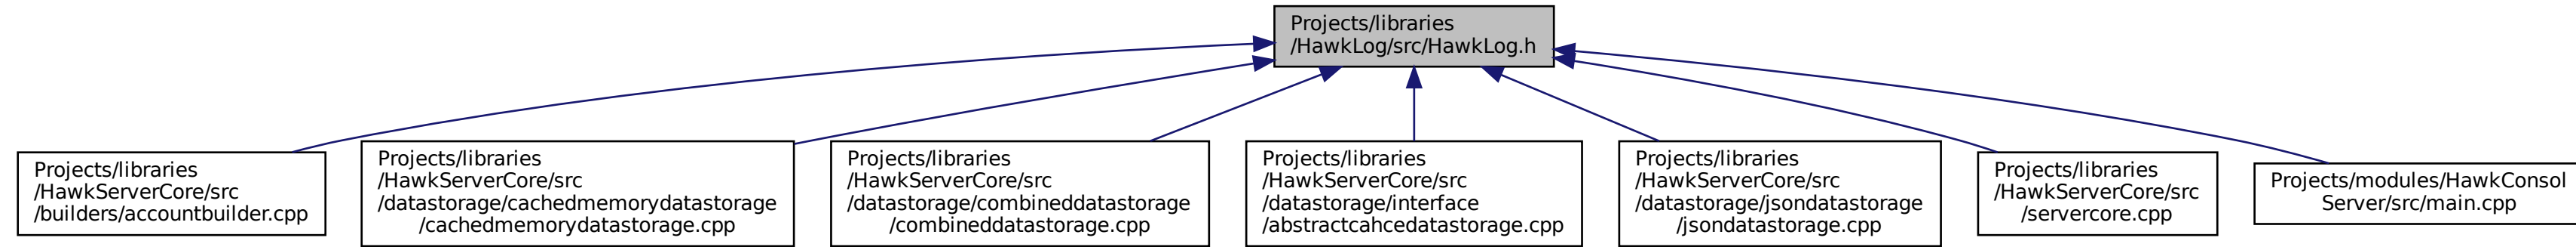 Projects/libraries
/HawkLog/src/HawkLog.h
Projects/libraries
/HawkServerCore/src
/builders/accountbuilder.cpp
Projects/libraries
/HawkServerCore/src
/datastorage/cachedmemorydatastorage
/cachedmemorydatastorage.cpp
Projects/libraries
/HawkServerCore/src
/datastorage/combineddatastorage
/combineddatastorage.cpp
Projects/libraries
/HawkServerCore/src
/datastorage/interface
/abstractcahcedatastorage.cpp
Projects/libraries
/HawkServerCore/src
/datastorage/jsondatastorage
/jsondatastorage.cpp
Projects/libraries
/HawkServerCore/src
/servercore.cpp
Projects/modules/HawkConsol
Server/src/main.cpp